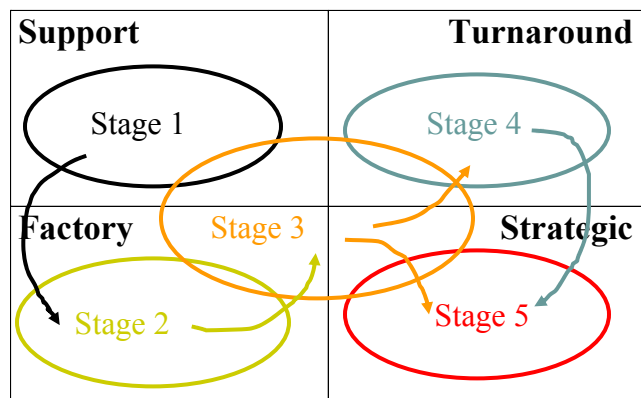 Support
Turnaround
Stage 1
Stage 4
Factory
Stage 3
Strategic
Stage 2
Stage 5